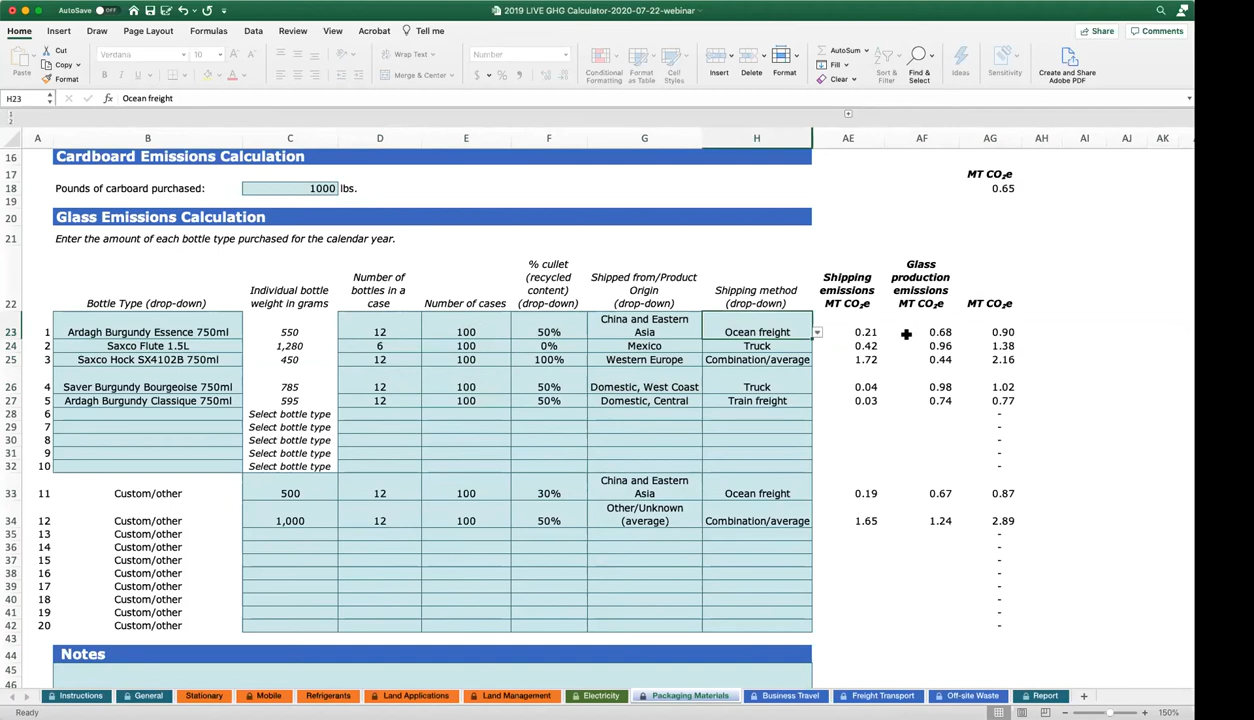 AutoSave OFF 2019 LIVE GHG Calculator-2020-07-22-webinar
Home Insert Draw Page Layout Formulas Data Review View Acrobat Tell me Share Comments
Paste Cut Copy Format Verdana 10 Wrap Text Merge & Center Number Conditional Formatting Format as Table Cell Styles Insert Delete Format AutoSum Fill Clear Sort & Filter Find & Select Ideas Sensitivity Create and Share Adobe PDF
H23 fx Ocean freight
1
2
A B C D E F G H AE AF AG AH AI AJ AK
16 Cardboard Emissions Calculation
17 MT CO₂e
18 Pounds of carboard purchased: 1000 lbs. 0.65
19
20 Glass Emissions Calculation
21 Enter the amount of each bottle type purchased for the calendar year.
22 Bottle Type (drop-down) Individual bottle weight in grams Number of bottles in a case Number of cases % cullet (recycled content) (drop-down) Shipped from/Product Origin (drop-down) Shipping method (drop-down) Shipping emissions MT CO₂e Glass production emissions MT CO₂e MT CO₂e
23 1 Ardagh Burgundy Essence 750ml 550 12 100 50% China and Eastern Asia Ocean freight 0.21 0.68 0.90
24 2 Saxco Flute 1.5L 1,280 6 100 0% Mexico Truck 0.42 0.96 1.38
25 3 Saxco Hock SX4102B 750ml 450 12 100 100% Western Europe Combination/average 1.72 0.44 2.16
26 4 Saver Burgundy Bourgeolse 750ml 785 12 100 50% Domestic, West Coast Truck 0.04 0.98 1.02
27 5 Ardagh Burgundy Classique 750ml 595 12 100 50% Domestic, Central Train freight 0.03 0.74 0.77
28 6 Select bottle type -
29 7 Select bottle type -
30 8 Select bottle type -
31 9 Select bottle type -
32 10 Select bottle type -
33 11 Custom/other 500 12 100 30% China and Eastern Asia Ocean freight 0.19 0.67 0.87
34 12 Custom/other 1,000 12 100 50% Other/Unknown (average) Combination/average 1.65 1.24 2.89
35 13 Custom/other -
36 14 Custom/other -
37 15 Custom/other -
38 16 Custom/other -
39 17 Custom/other -
40 18 Custom/other -
41 19 Custom/other -
42 20 Custom/other -
43
44 Notes
45
46
Instructions General Stationary Mobile Refrigerants Land Applications Land Management Electricity Packaging Materials Business Travel Freight Transport Off-site Waste Report
Ready 150%